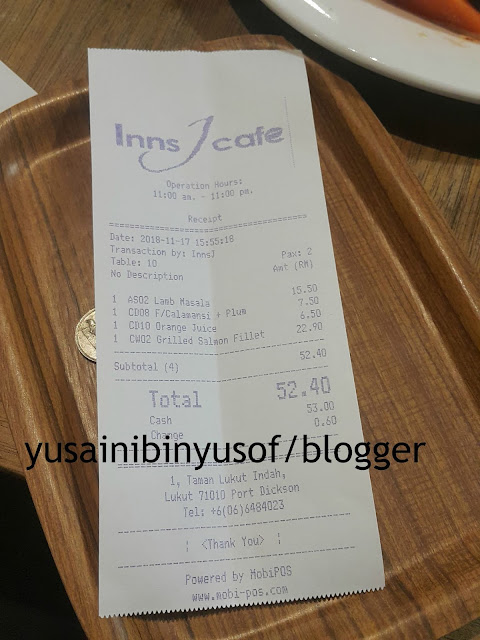 Inns J cafe
Operation Hours:
11:00 am. - 11:00 pm.
Receipt
Date: 2018-11-17 15:55:18
Transaction by: InnsJ
Table: 10 Pax: 2
No Description Amt (RM)
1 AS02 Lamb Masala 15.50
1 CD08 F/Calamansi + Plum 7.50
1 CD10 Orange Juice 6.50
1 CW02 Grilled Salmon Fillet 22.90
Subtotal (4) 52.40
Total 52.40
Cash 53.00
Change 0.60
yusainibinyusof/blogger
1, Taman Lukut Indah,
Lukut 71010 Port Dickson
Tel: +6(06)6484023
¦ <Thank You> ¦
Powered by MobiPOS
www.mobi-pos.com